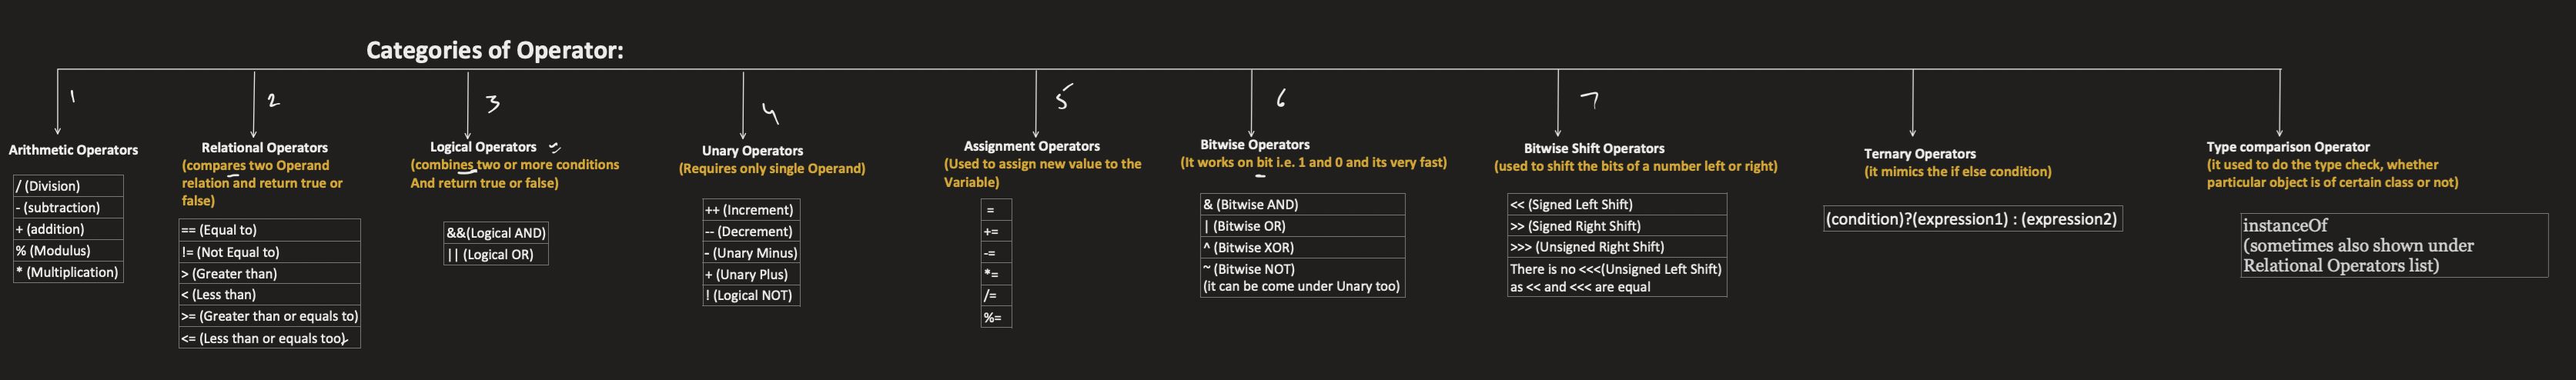 Categories of Operator:
1
2
3
4
5
6
7
Arithmetic Operators
/ (Division)
- (subtraction)
+ (addition)
% (Modulus)
* (Multiplication)
Relational Operators
(compares two Operand
relation and return true or
false)
== (Equal to)
!= (Not Equal to)
> (Greater than)
< (Less than)
>= (Greater than or equals to)
<= (Less than or equals too)
Logical Operators
(combines two or more conditions
And return true or false)
&&(Logical AND)
|| (Logical OR)
Unary Operators
(Requires only single Operand)
++ (Increment)
-- (Decrement)
- (Unary Minus)
+ (Unary Plus)
! (Logical NOT)
Assignment Operators
(Used to assign new value to the
Variable)
=
+=
-=
*=
/=
%=
Bitwise Operators
(It works on bit i.e. 1 and 0 and its very fast)
& (Bitwise AND)
| (Bitwise OR)
^ (Bitwise XOR)
~ (Bitwise NOT)
(it can be come under Unary too)
Bitwise Shift Operators
(used to shift the bits of a number left or right)
<< (Signed Left Shift)
>> (Signed Right Shift)
>>> (Unsigned Right Shift)
There is no <<<(Unsigned Left Shift)
as << and <<< are equal
Ternary Operators
(it mimics the if else condition)
(condition)?(expression1) : (expression2)
Type comparison Operator
(it used to do the type check, whether
particular object is of certain class or not)
instanceOf
(sometimes also shown under
Relational Operators list)